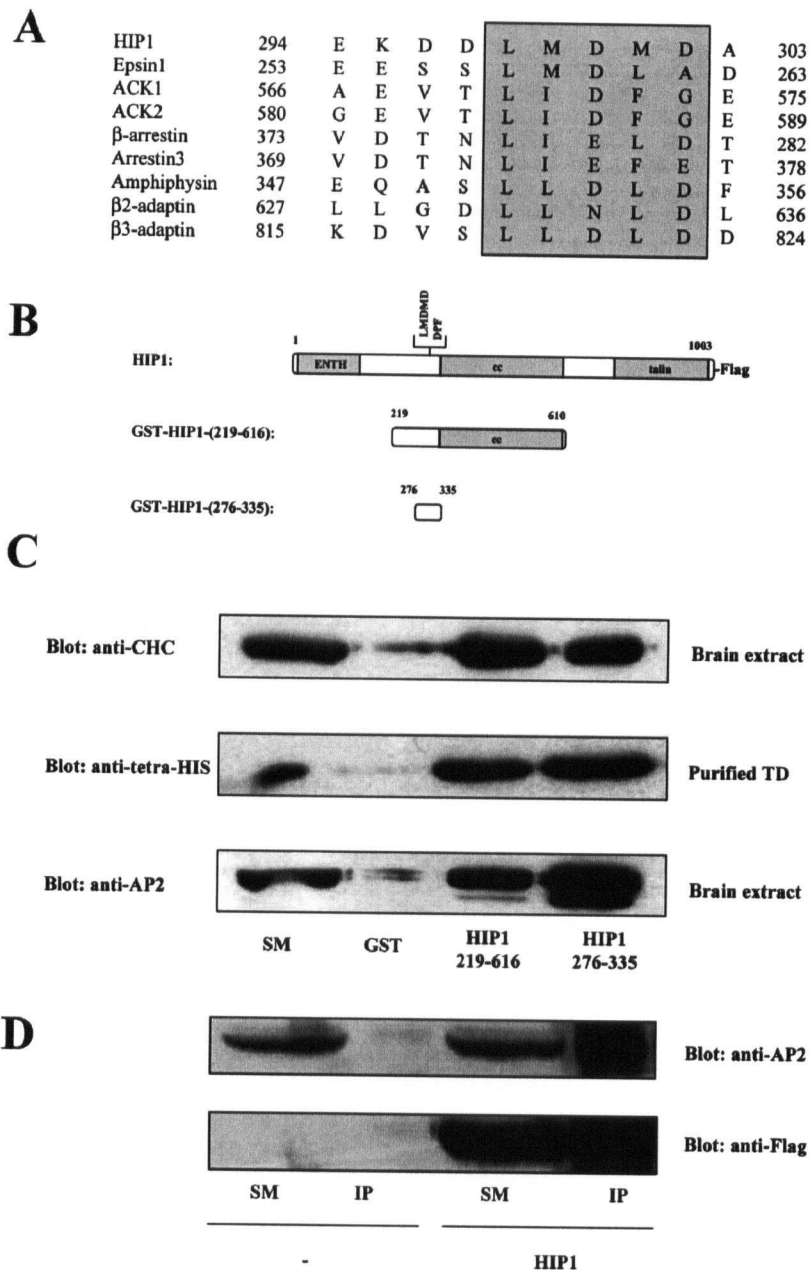 A
HIP1 294 E K D D L M D M D A 303
Epsin1 253 E E S S L M D L A D 263
ACK1 566 A E V T L I D F G E 575
ACK2 580 G E V T L I D F G E 589
β-arrestin 373 V D T N L I E L D T 282
Arrestin3 369 V D T N L I E F E T 378
Amphiphysin 347 E Q A S L L D L D F 356
β2-adaptin 627 L L G D L L N L D L 636
β3-adaptin 815 K D V S L L D L D D 824
B
LMDMD
DPF
1 1003
HIP1: ENTH cc talin -Flag
219 610
GST-HIP1-(219-616): cc
276 335
GST-HIP1-(276-335):
C
Blot: anti-CHC Brain extract
Blot: anti-tetra-HIS Purified TD
Blot: anti-AP2 Brain extract
SM GST HIP1 HIP1
219-616 276-335
D
Blot: anti-AP2
Blot: anti-Flag
SM IP SM IP
- HIP1